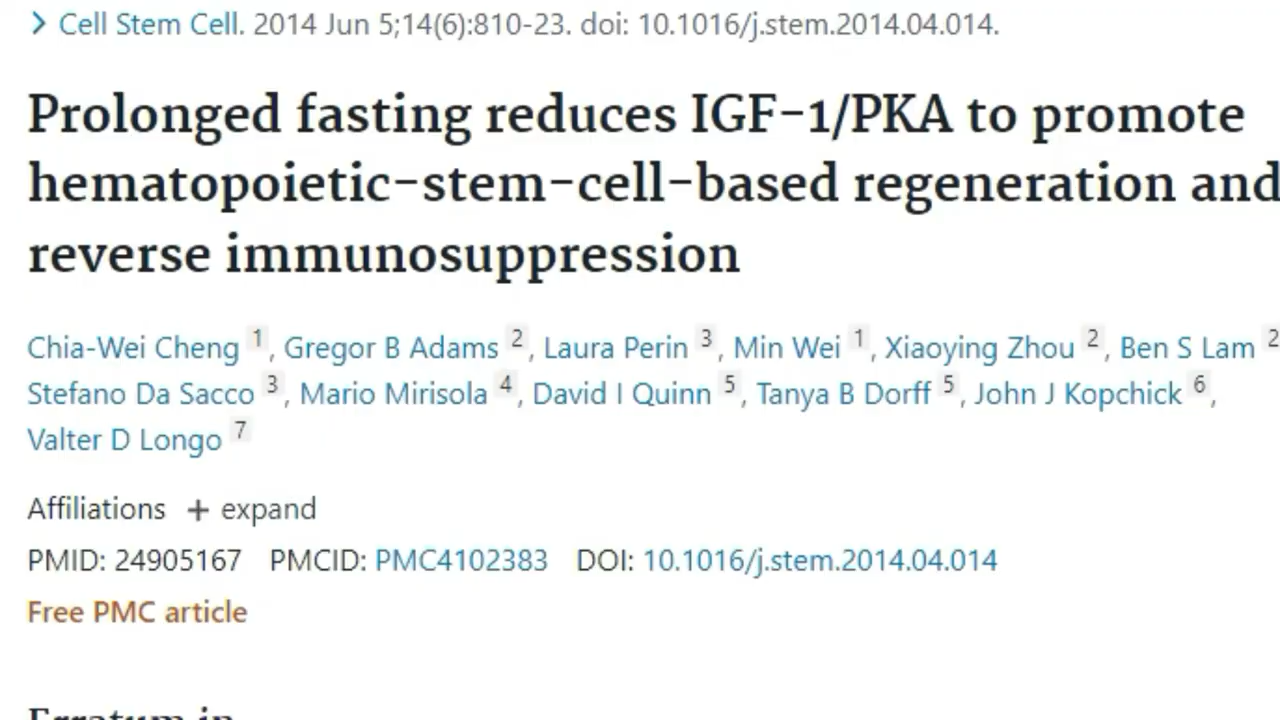 Cell Stem Cell. 2014 Jun 5;14(6):810-23. doi: 10.1016/j.stem.2014.04.014.
Prolonged fasting reduces IGF-1/PKA to promote
hematopoietic-stem-cell-based regeneration and
reverse immunosuppression
Chia-Wei Cheng 1, Gregor B Adams 2, Laura Perin 3, Min Wei 1, Xiaoying Zhou 2, Ben S Lam 2
Stefano Da Sacco 3, Mario Mirisola 4, David I Quinn 5, Tanya B Dorff 5, John J Kopchick 6,
Valter D Longo 7
Affiliations + expand
PMID: 24905167 PMCID: PMC4102383 DOI: 10.1016/j.stem.2014.04.014
Free PMC article
Erratum in